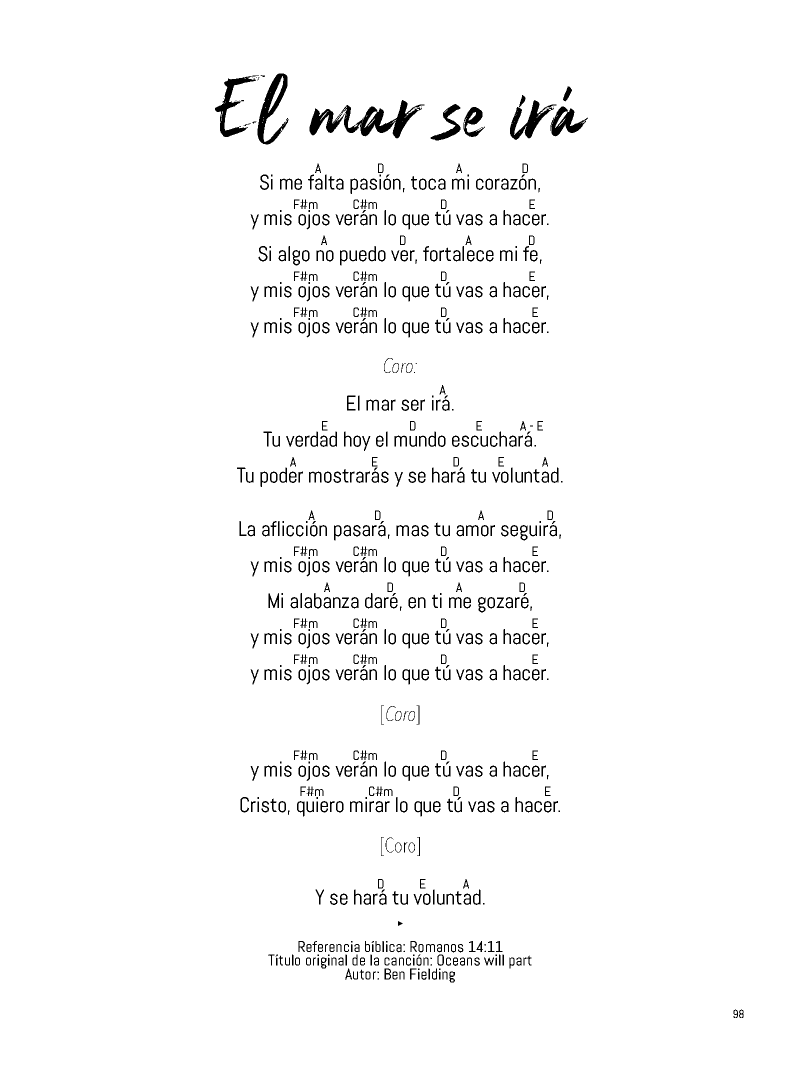 El mar se irá
A D A D
Si me falta pasión, toca mi corazón,
F#m C#m D E
y mis ojos verán lo que tú vas a hacer.
A D A D
Si algo no puedo ver, fortalece mi fe,
F#m C#m D E
y mis ojos verán lo que tú vas a hacer,
F#m C#m D E
y mis ojos verán lo que tú vas a hacer.
Coro:
A
El mar ser irá.
E D E A - E
Tu verdad hoy el mundo escuchará.
A E D E A
Tu poder mostrarás y se hará tu voluntad.
A D A D
La aflicción pasará, mas tu amor seguirá,
F#m C#m D E
y mis ojos verán lo que tú vas a hacer.
A D A D
Mi alabanza daré, en ti me gozaré,
F#m C#m D E
y mis ojos verán lo que tú vas a hacer,
F#m C#m D E
y mis ojos verán lo que tú vas a hacer.
[Coro]
F#m C#m D E
y mis ojos verán lo que tú vas a hacer,
F#m C#m D E
Cristo, quiero mirar lo que tú vas a hacer.
[Coro]
D E A
Y se hará tu voluntad.
Referencia bíblica: Romanos 14:11
Título original de la canción: Oceans will part
Autor: Ben Fielding
98